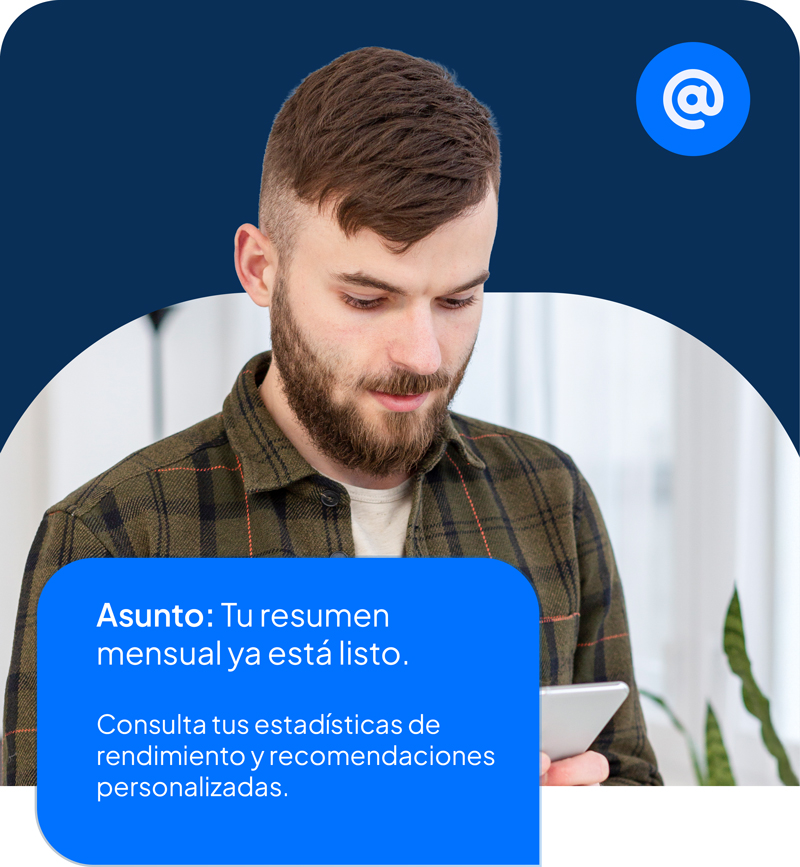 @
Asunto: Tu resumen
mensual ya está listo.
Consulta tus estadísticas de
rendimiento y recomendaciones
personalizadas.